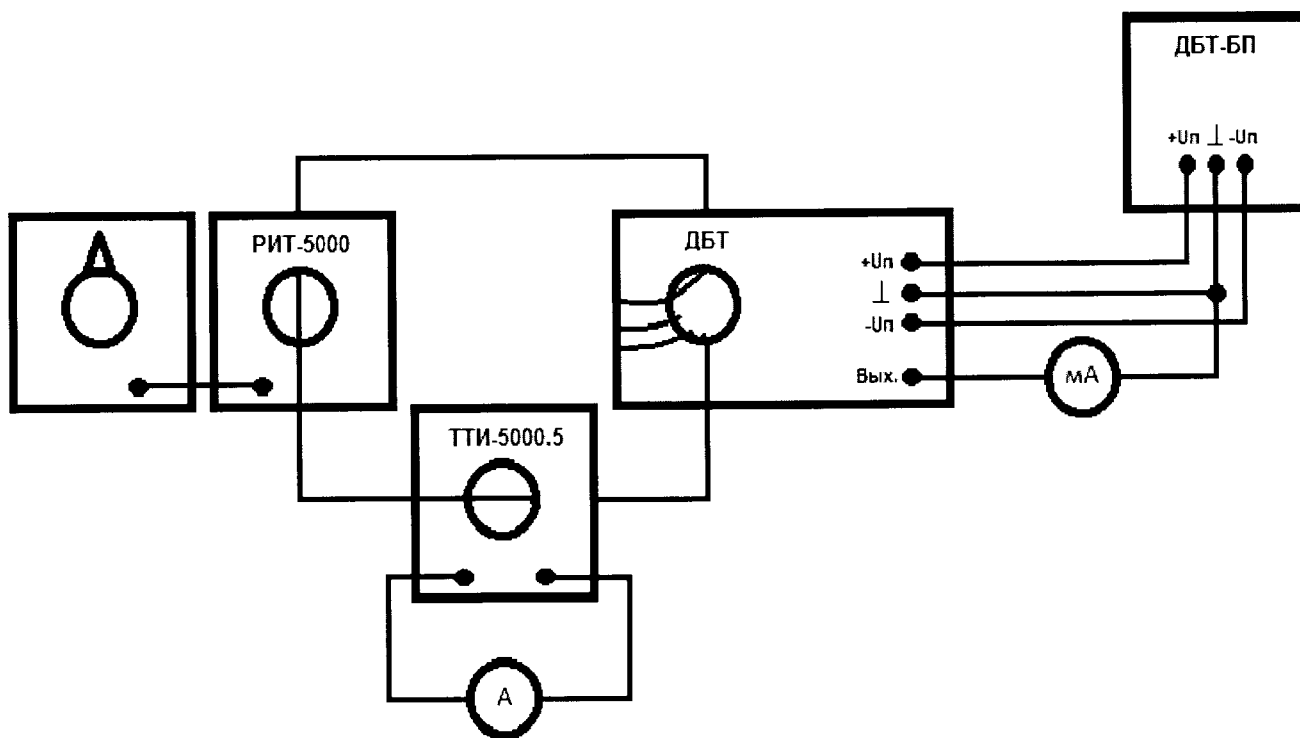 ДБТ-БП
+Uп ⊥ -Uп
РИТ-5000
ДБТ
+Uп
⊥
-Uп
Вых.
мА
ТТИ-5000.5
А